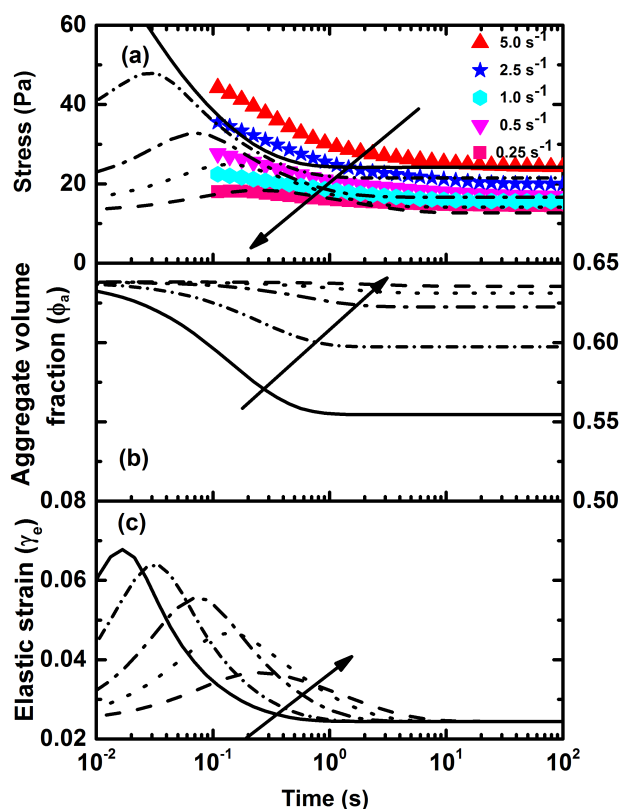 (a)
Stress (Pa)
60
40
20
0
5.0 s⁻¹
2.5 s⁻¹
1.0 s⁻¹
0.5 s⁻¹
0.25 s⁻¹
(b)
Aggregate volume
fraction (ϕₐ)
0.65
0.60
0.55
0.50
(c)
Elastic strain (γₑ)
0.08
0.06
0.04
0.02
10⁻² 10⁻¹ 10⁰ 10¹ 10²
Time (s)